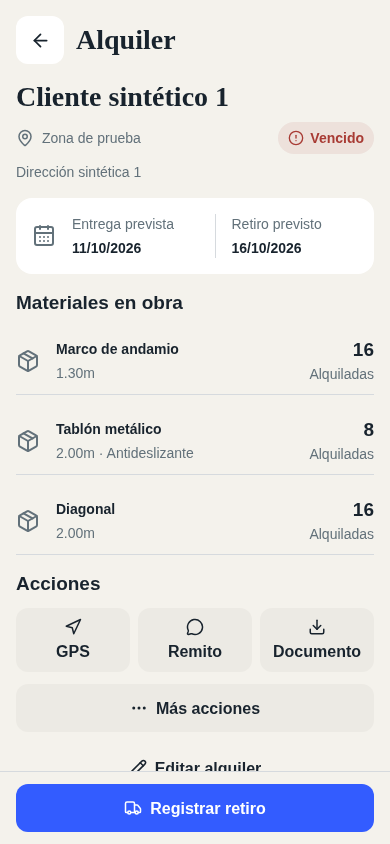 Alquiler
Cliente sintético 1
Zona de prueba
Vencido
Dirección sintética 1
Entrega prevista
Retiro previsto
11/10/2026
16/10/2026
Materiales en obra
Marco de andamio
16
1.30m
Alquiladas
Tablón metálico
8
2.00m · Antideslizante
Alquiladas
Diagonal
16
2.00m
Alquiladas
Acciones
GPS
Remito
Documento
Más acciones
Editar alquiler
Registrar retiro